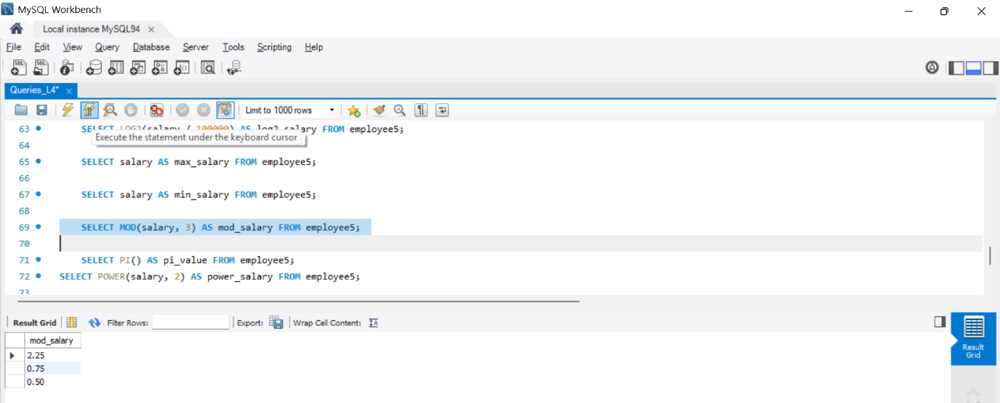 MySQL Workbench
Local instance MySQL94
File Edit View Query Database Server Tools Scripting Help
Queries_L4*
Limit to 1000 rows
63 SELECT LOG2(salary / 100000) AS log2_salary FROM employee5;
Execute the statement under the keyboard cursor
64
65 SELECT salary AS max_salary FROM employee5;
66
67 SELECT salary AS min_salary FROM employee5;
68
69 SELECT MOD(salary, 3) AS mod_salary FROM employee5;
70
71 SELECT PI() AS pi_value FROM employee5;
72 SELECT POWER(salary, 2) AS power_salary FROM employee5;
73
Result Grid Filter Rows: Export: Wrap Cell Content:
mod_salary
2.25
0.75
0.50
Result
Grid